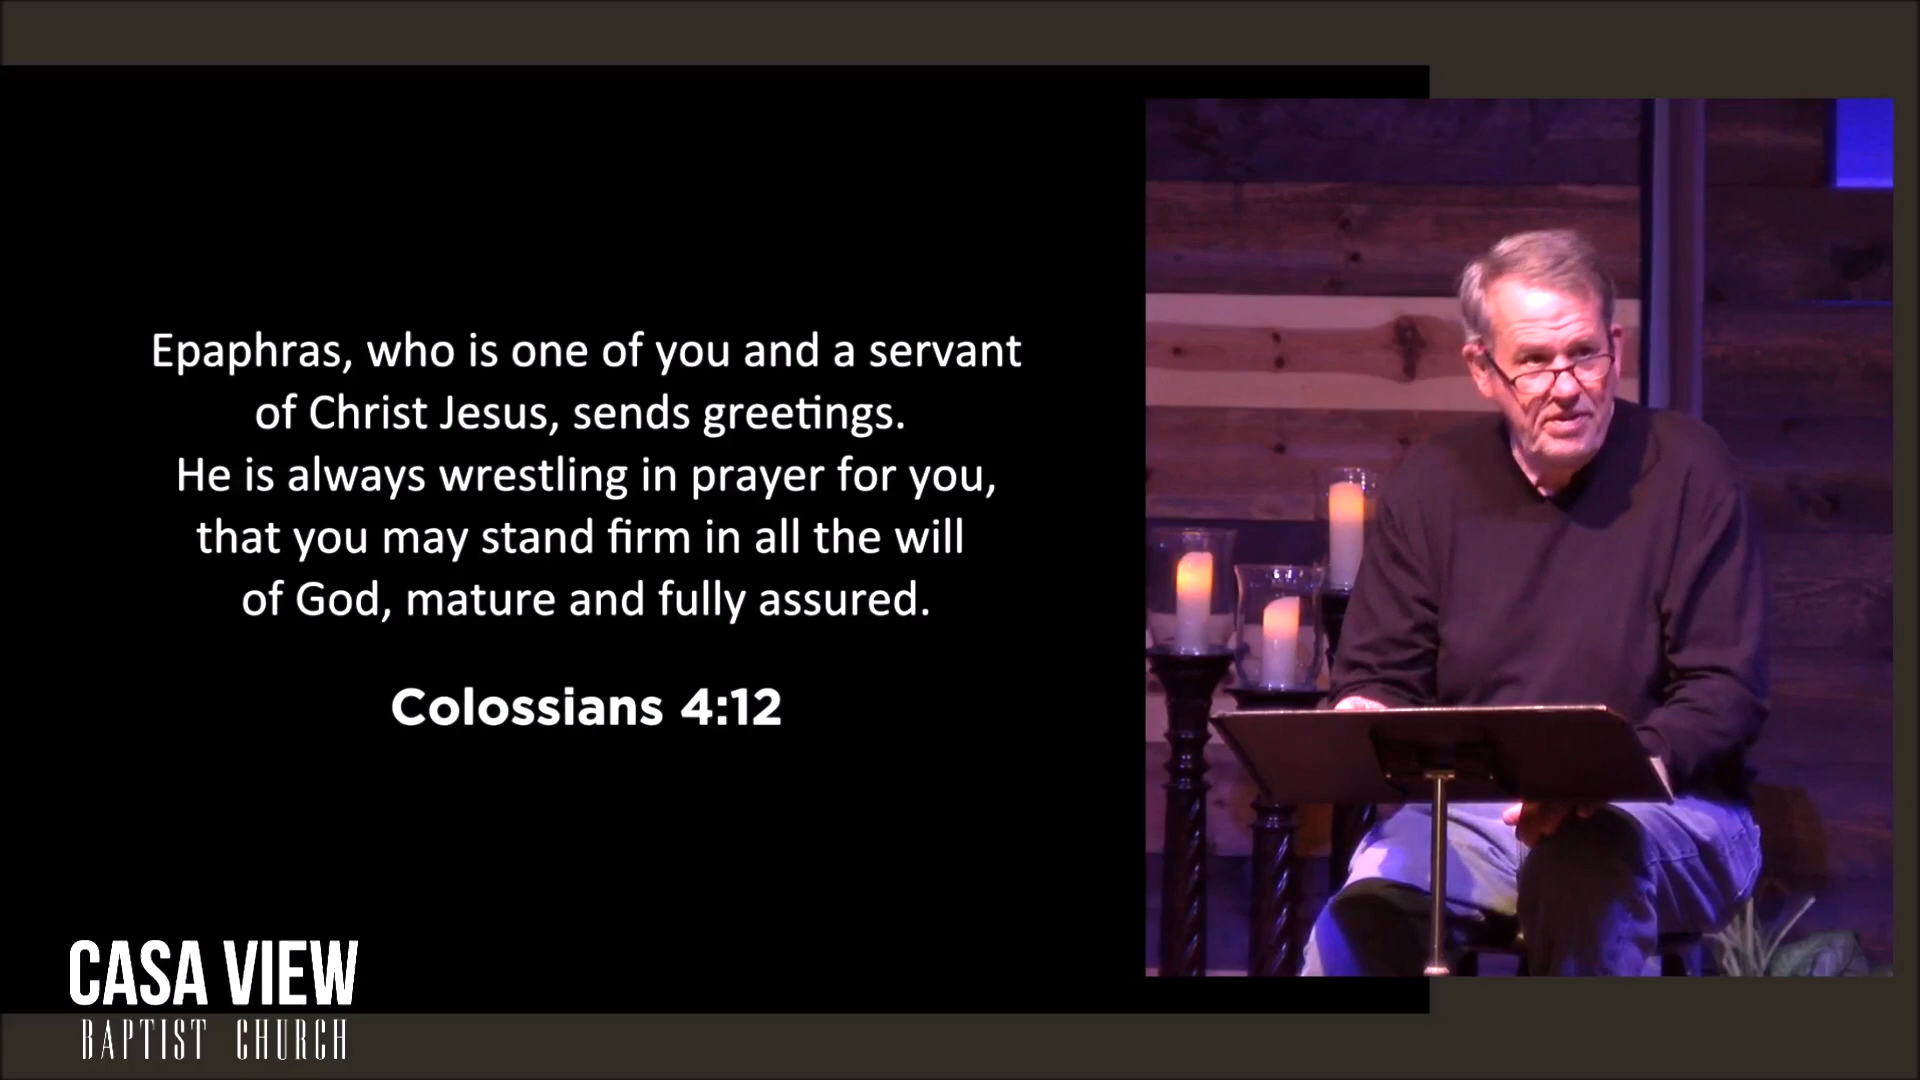 Epaphras, who is one of you and a servant
of Christ Jesus, sends greetings.
He is always wrestling in prayer for you,
that you may stand firm in all the will
of God, mature and fully assured.
Colossians 4:12
CASA VIEW
BAPTIST CHURCH